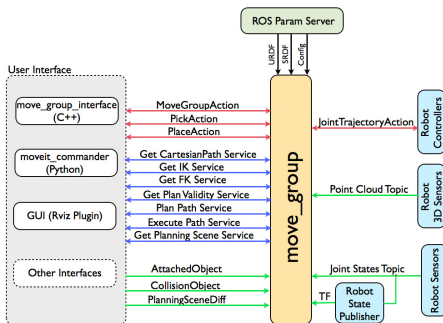 ROS Param Server
URDF
SRDF
Config
User Interface
move_group_interface
(C++)
moveit_commander
(Python)
GUI (Rviz Plugin)
Other Interfaces
MoveGroupAction
PickAction
PlaceAction
Get CartesianPath Service
Get IK Service
Get FK Service
Get Plan Validity Service
Plan Path Service
Execute Path Service
Get Planning Scene Service
AttachedObject
CollisionObject
PlanningSceneDiff
move_group
JointTrajectoryAction
Point Cloud Topic
Joint States Topic
TF
Robot
State
Publisher
Robot
Controllers
Robot
3D Sensors
Robot Sensors